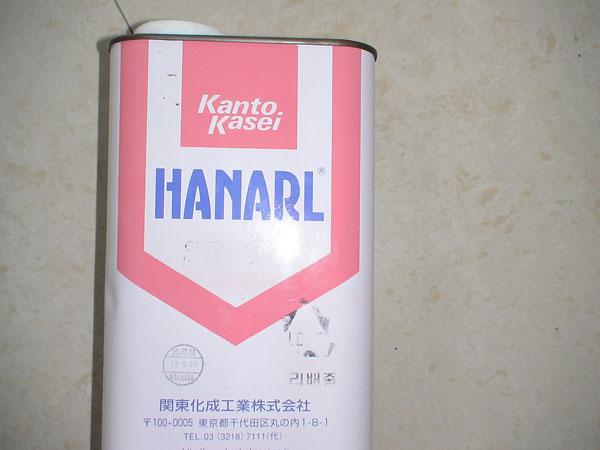 Kanto
Kasei
HANARL®
리배출
関東化成工業株式会社
〒100-0005 東京都千代田区丸の内1-8-1
TEL.03 (3218) 7111(代)